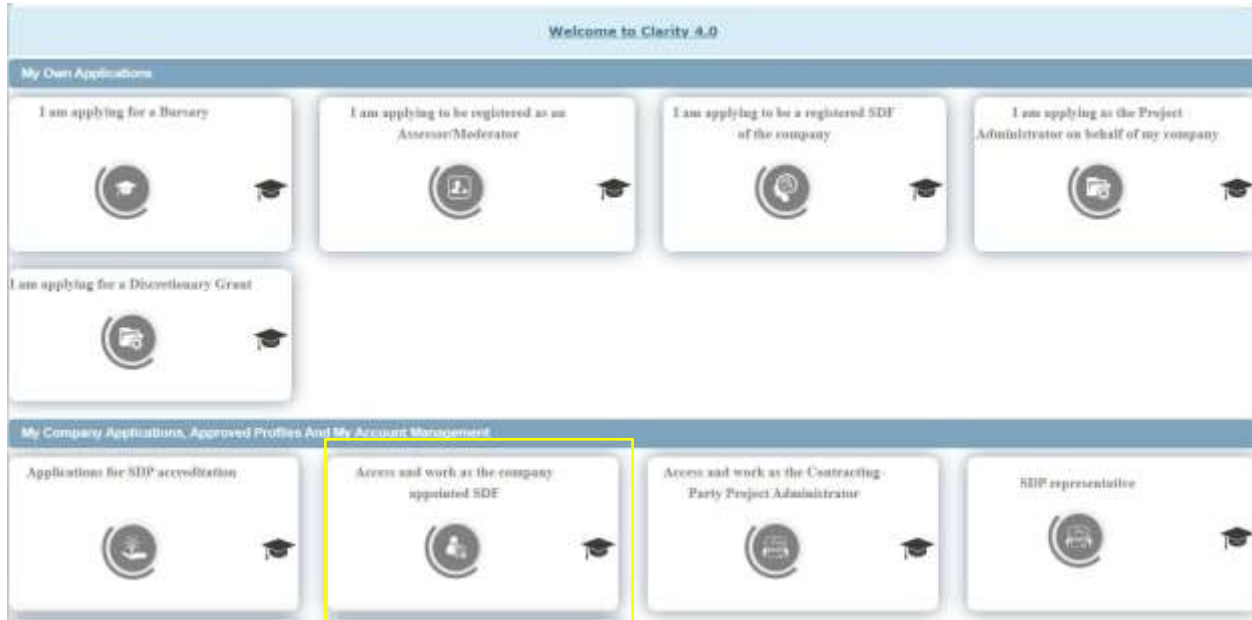 Welcome to Clarity 4.0
My Own Applications
I am applying for a Bursary
I am applying to be registered as an
Assessor/Moderator
I am applying to be a registered SDF
of the company
I am applying as the Project
Administrator on behalf of my company
I am applying for a Discretionary Grant
My Company Applications, Approved Profiles And My Account Management
Applications for SDP accreditation
Access and work as the company
appointed SDF
Access and work as the Contracting
Party Project Administrator
SDP representative